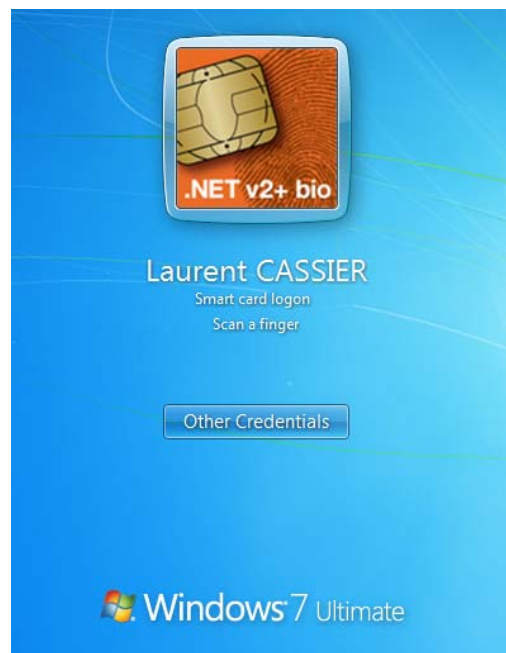 .NET v2+ bio
Laurent CASSIER
Smart card logon
Scan a finger
Other Credentials
Windows 7 Ultimate